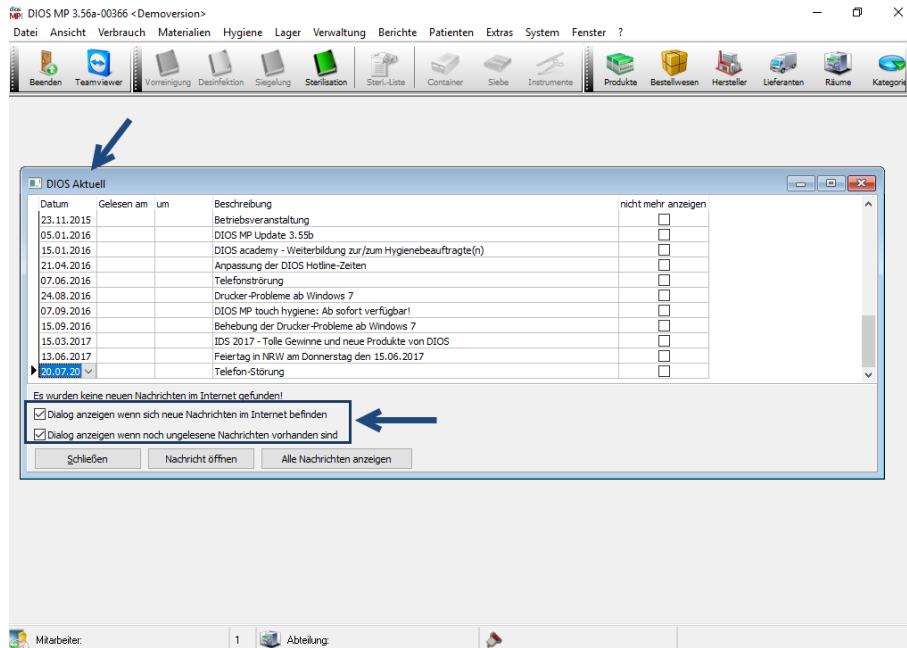 dios MP DIOS MP 3.56a-00366 <Demoversion>
Datei Ansicht Verbrauch Materialien Hygiene Lager Verwaltung Berichte Patienten Extras System Fenster ?
Beenden Teamviewer Vorreinigung Desinfektion Siegelung Sterilisation Steri.-Liste Container Siebe Instrumente Produkte Bestellwesen Hersteller Lieferanten Räume Kategorie
DIOS Aktuell
Datum Gelesen am um Beschreibung nicht mehr anzeigen
23.11.2015 Betriebsveranstaltung
05.01.2016 DIOS MP Update 3.55b
15.01.2016 DIOS academy - Weiterbildung zur/zum Hygienebeauftragte(n)
21.04.2016 Anpassung der DIOS Hotline-Zeiten
07.06.2016 Telefonströrung
24.08.2016 Drucker-Probleme ab Windows 7
07.09.2016 DIOS MP touch hygiene: Ab sofort verfügbar!
15.09.2016 Behebung der Drucker-Probleme ab Windows 7
15.03.2017 IDS 2017 - Tolle Gewinne und neue Produkte von DIOS
13.06.2017 Feiertag in NRW am Donnerstag den 15.06.2017
20.07.20 Telefon-Störung
Es wurden keine neuen Nachrichten im Internet gefunden!
Dialog anzeigen wenn sich neue Nachrichten im Internet befinden
Dialog anzeigen wenn noch ungelesene Nachrichten vorhanden sind
Schließen Nachricht öffnen Alle Nachrichten anzeigen
Mitarbeiter: 1 Abteilung: